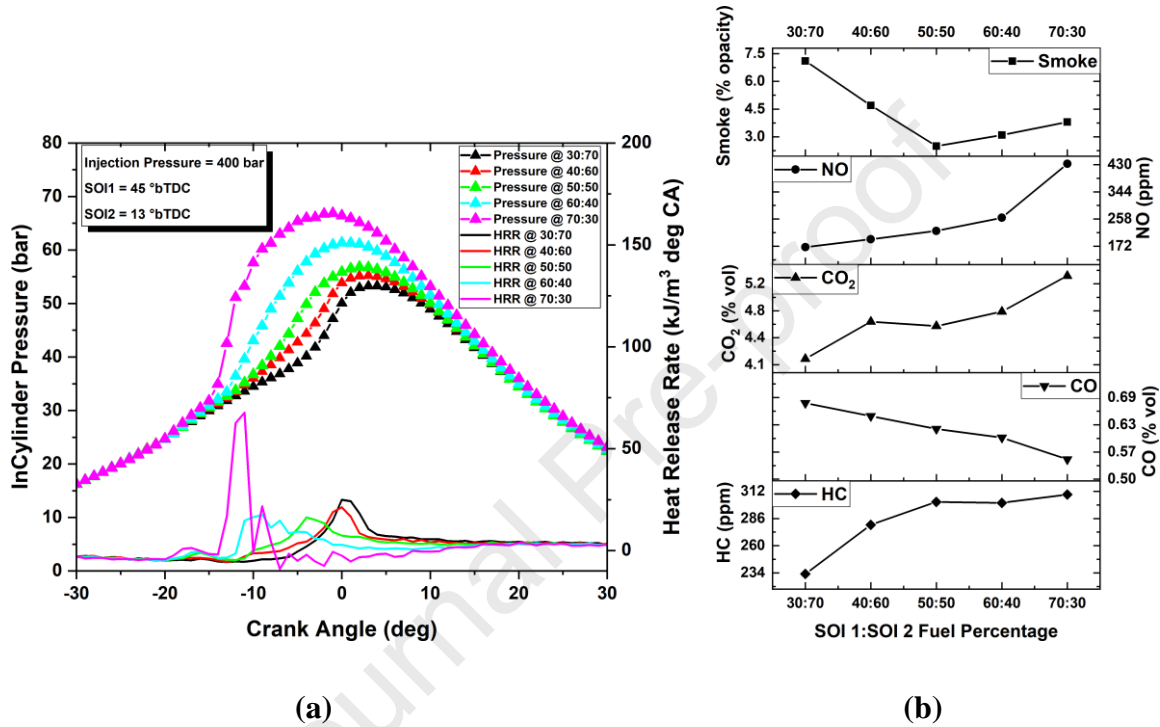 80
70
60
50
40
30
20
10
0
InCylinder Pressure (bar)
Injection Pressure = 400 bar
SOI1 = 45 °bTDC
SOI2 = 13 °bTDC
Pressure @ 30:70
Pressure @ 40:60
Pressure @ 50:50
Pressure @ 60:40
Pressure @ 70:30
HRR @ 30:70
HRR @ 40:60
HRR @ 50:50
HRR @ 60:40
HRR @ 70:30
200
150
100
50
0
Heat Release Rate (kJ/m³ deg CA)
-30 -20 -10 0 10 20 30
Crank Angle (deg)
(a)
30:70 40:60 50:50 60:40 70:30
Smoke (% opacity)
7.5
6.0
4.5
3.0
Smoke
NO
430
344
258
172
NO (ppm)
CO₂
CO₂ (% vol)
5.2
4.8
4.4
4.1
CO
0.69
0.63
0.57
0.50
CO (% vol)
HC
HC (ppm)
312
286
260
234
30:70 40:60 50:50 60:40 70:30
SOI 1:SOI 2 Fuel Percentage
(b)
Journal Pre-proof